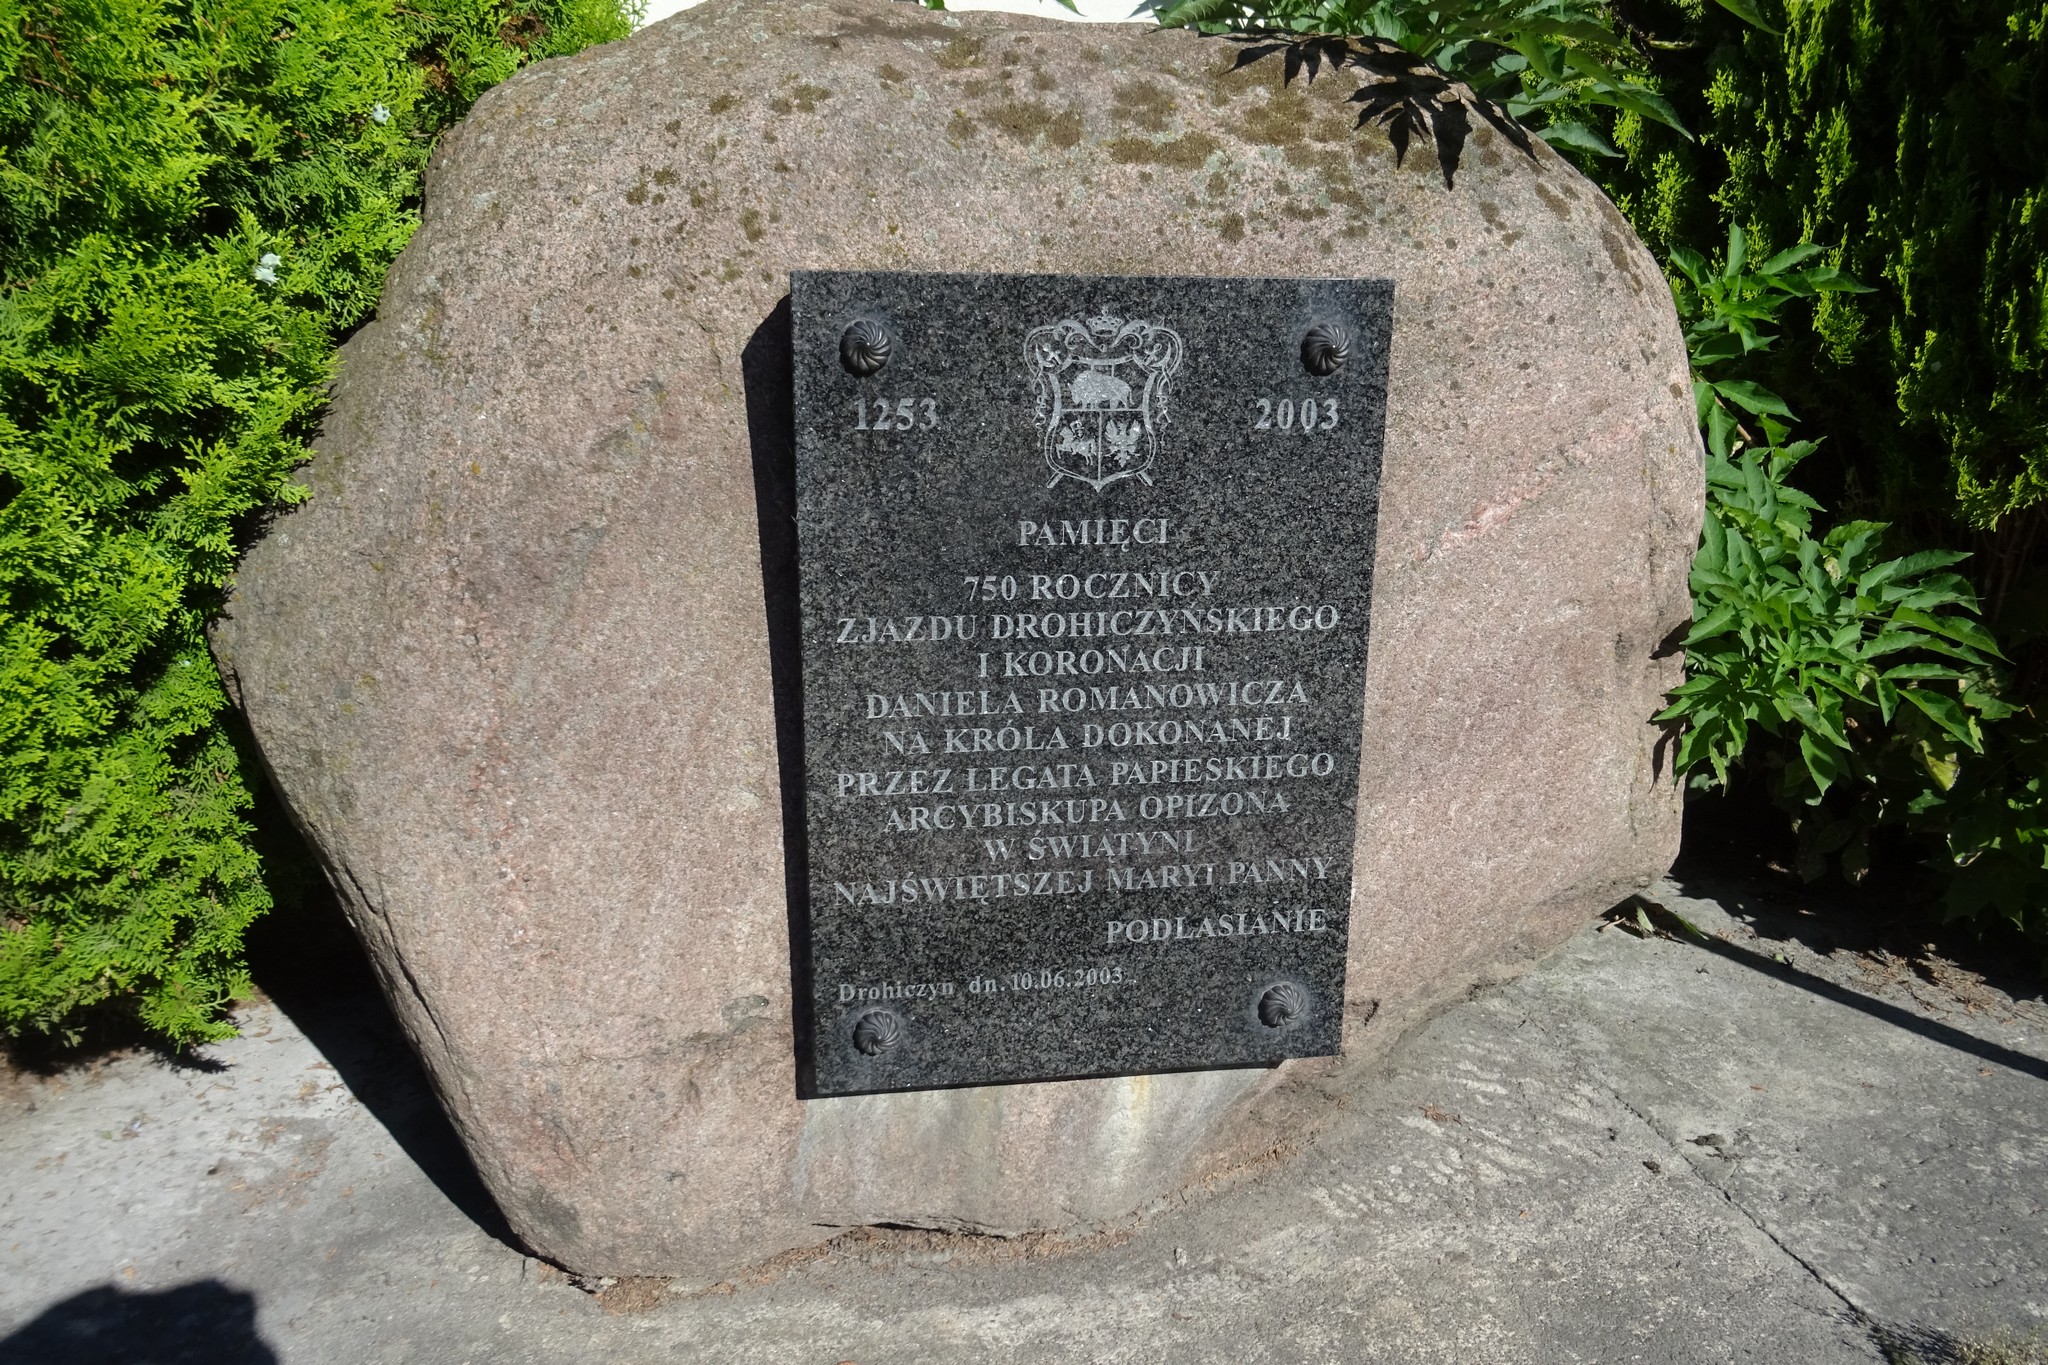 1253 2003
PAMIĘCI
750 ROCZNICY
ZJAZDU DROHICZYŃSKIEGO
I KORONACJI
DANIELA ROMANOWICZA
NA KRÓLA DOKONANEJ
PRZEZ LEGATA PAPIESKIEGO
ARCYBISKUPA OPIZONA
W ŚWIĄTYNI
NAJŚWIĘTSZEJ MARYI PANNY
PODLASIANIE
Drohiczyn dn. 10.06.2003